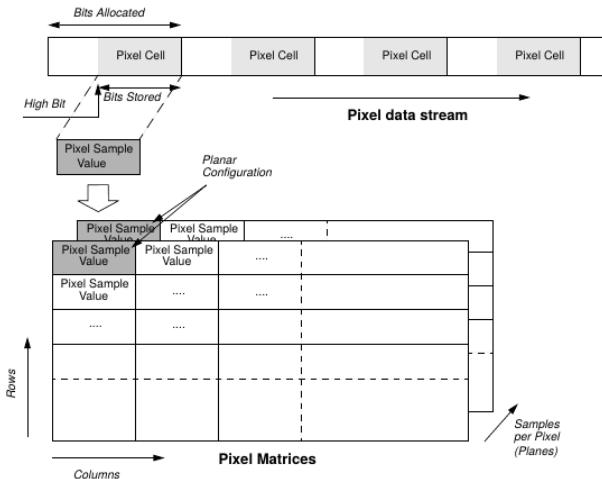 Bits Allocated
Pixel Cell Pixel Cell Pixel Cell Pixel Cell
Bits Stored
High Bit
Pixel data stream
Pixel Sample
Value
Planar
Configuration
Pixel Sample Pixel Sample
Value Value
....
Pixel Sample Pixel Sample
Value Value
....
Pixel Sample
Value
.... ....
.... ....
Rows
Samples
per Pixel
(Planes)
Pixel Matrices
Columns